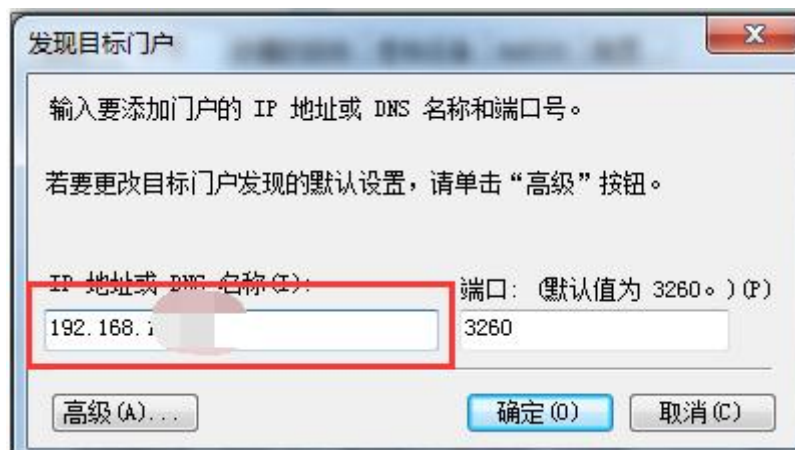 发现目标门户
输入要添加门户的 IP 地址或 DNS 名称和端口号。
若要更改目标门户发现的默认设置，请单击“高级”按钮。
IP 地址或 DNS 名称(I):
端口: (默认值为 3260。)(P)
192.168.
3260
高级(A)...
确定(O)
取消(C)